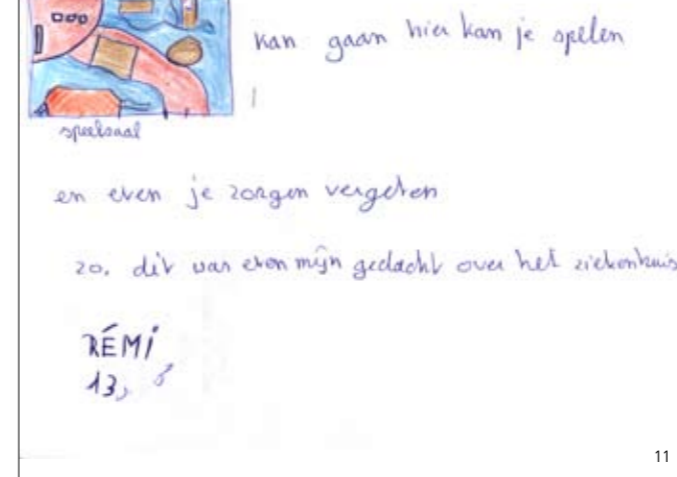 kan gaan hier kan je spelen
speelzaal
en even je zorgen vergeten
zo, dit was even mijn gedacht over het ziekenhuis
RÉMI
13,
11